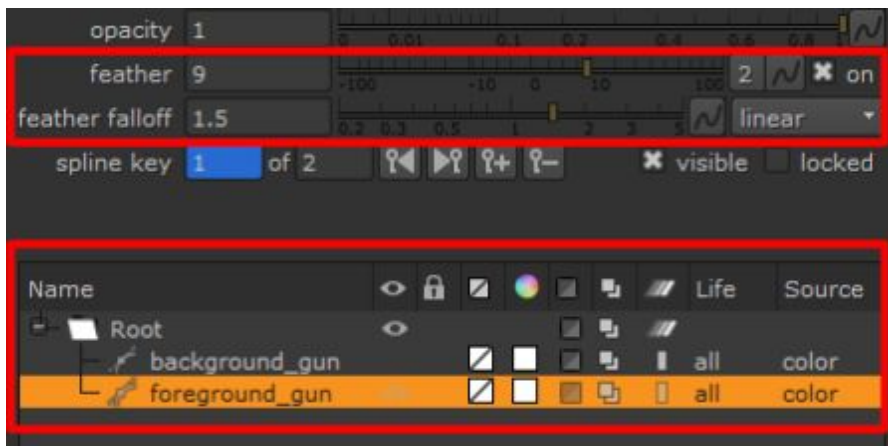 opacity 1 0 0.01 0.1 0.2 0.4 0.6 0.8 1
feather 9 -100 -10 0 10 100 2 on
feather falloff 1.5 0.2 0.3 0.5 1 2 3 5 linear
spline key 1 of 2 visible locked
Name Life Source
Root
background_gun all color
foreground_gun all color